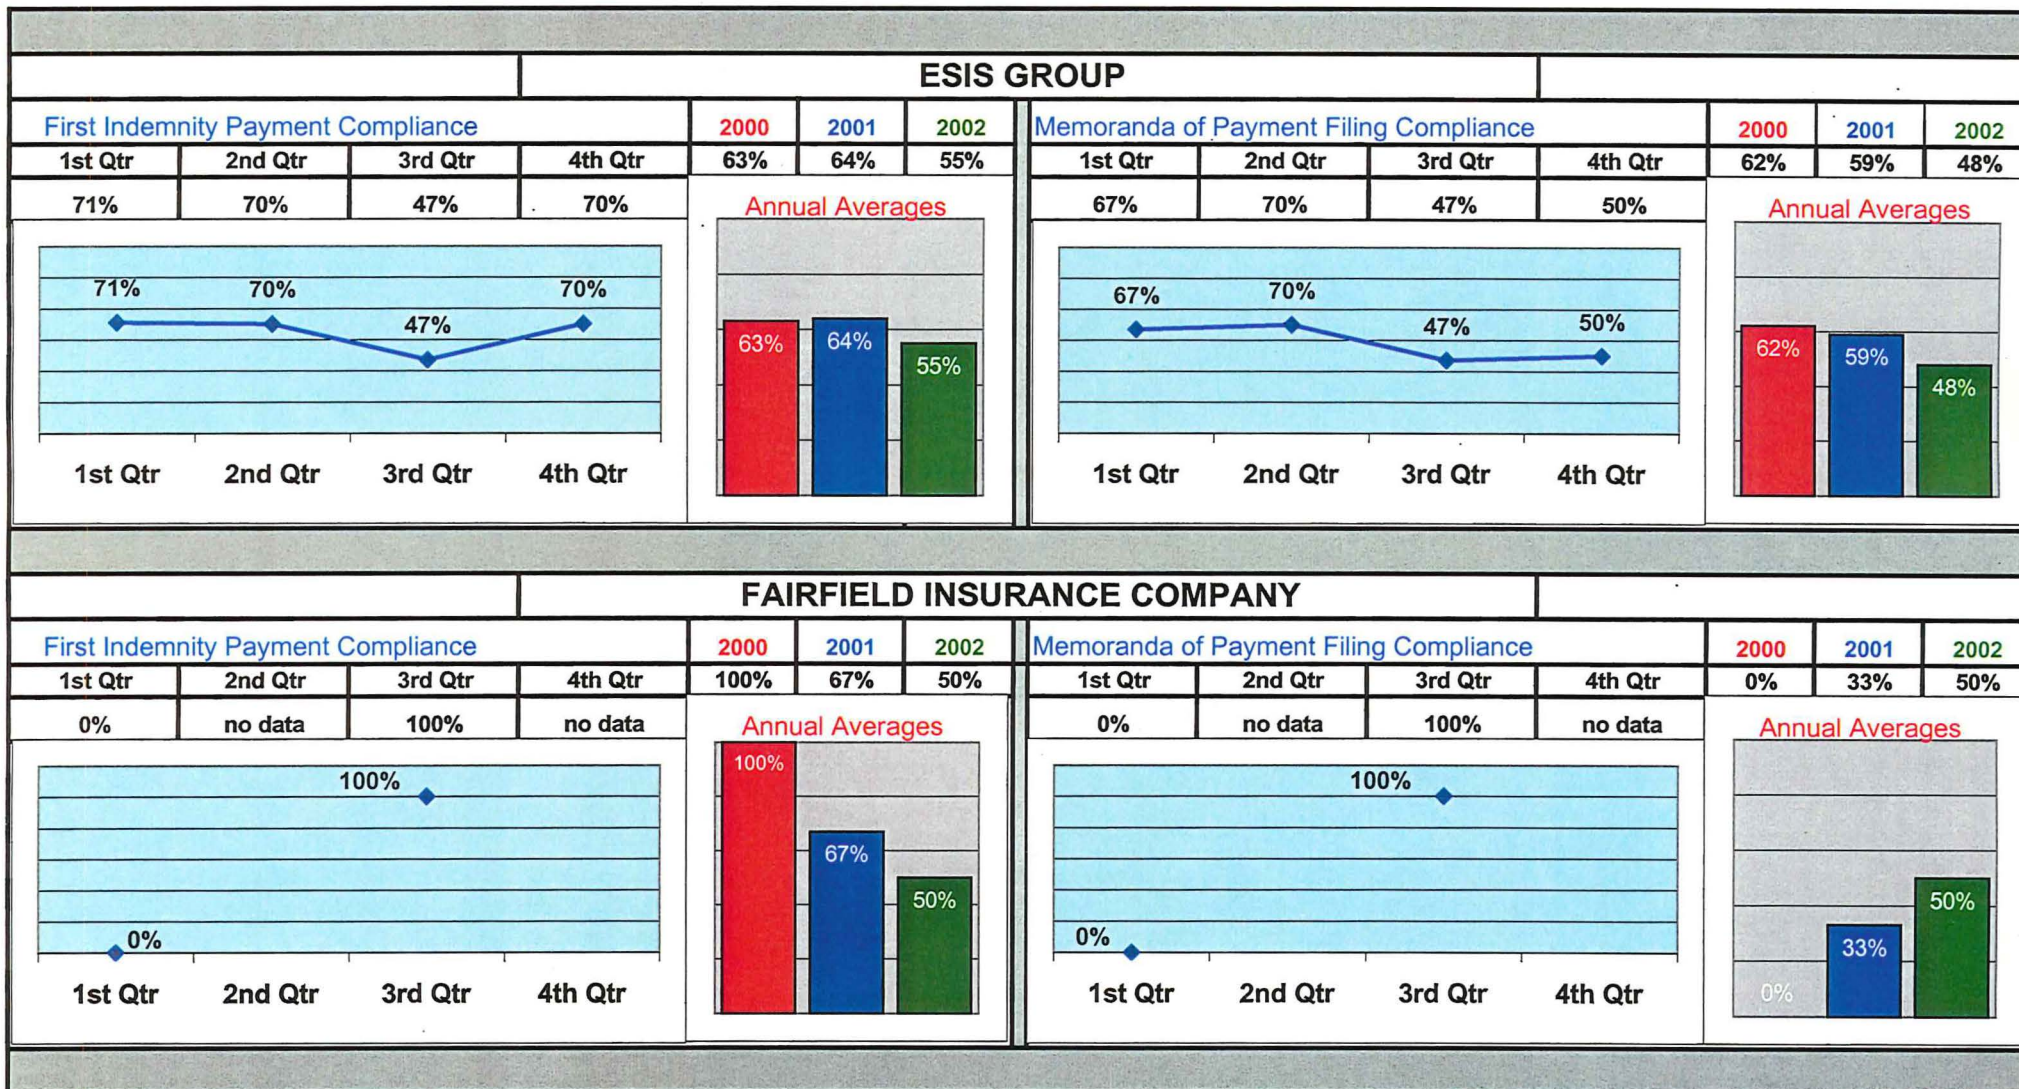 ESIS GROUP
First Indemnity Payment Compliance 2000 2001 2002
1st Qtr 2nd Qtr 3rd Qtr 4th Qtr 63% 64% 55%
71% 70% 47% 70%
Annual Averages
71% 70% 47% 70%
1st Qtr 2nd Qtr 3rd Qtr 4th Qtr
63% 64% 55%
Memoranda of Payment Filing Compliance 2000 2001 2002
1st Qtr 2nd Qtr 3rd Qtr 4th Qtr 62% 59% 48%
67% 70% 47% 50%
Annual Averages
67% 70% 47% 50%
1st Qtr 2nd Qtr 3rd Qtr 4th Qtr
62% 59% 48%
FAIRFIELD INSURANCE COMPANY
First Indemnity Payment Compliance 2000 2001 2002
1st Qtr 2nd Qtr 3rd Qtr 4th Qtr 100% 67% 50%
0% no data 100% no data
Annual Averages
100%
0%
1st Qtr 2nd Qtr 3rd Qtr 4th Qtr
100% 67% 50%
Memoranda of Payment Filing Compliance 2000 2001 2002
1st Qtr 2nd Qtr 3rd Qtr 4th Qtr 0% 33% 50%
0% no data 100% no data
Annual Averages
100%
0%
1st Qtr 2nd Qtr 3rd Qtr 4th Qtr
0% 33% 50%